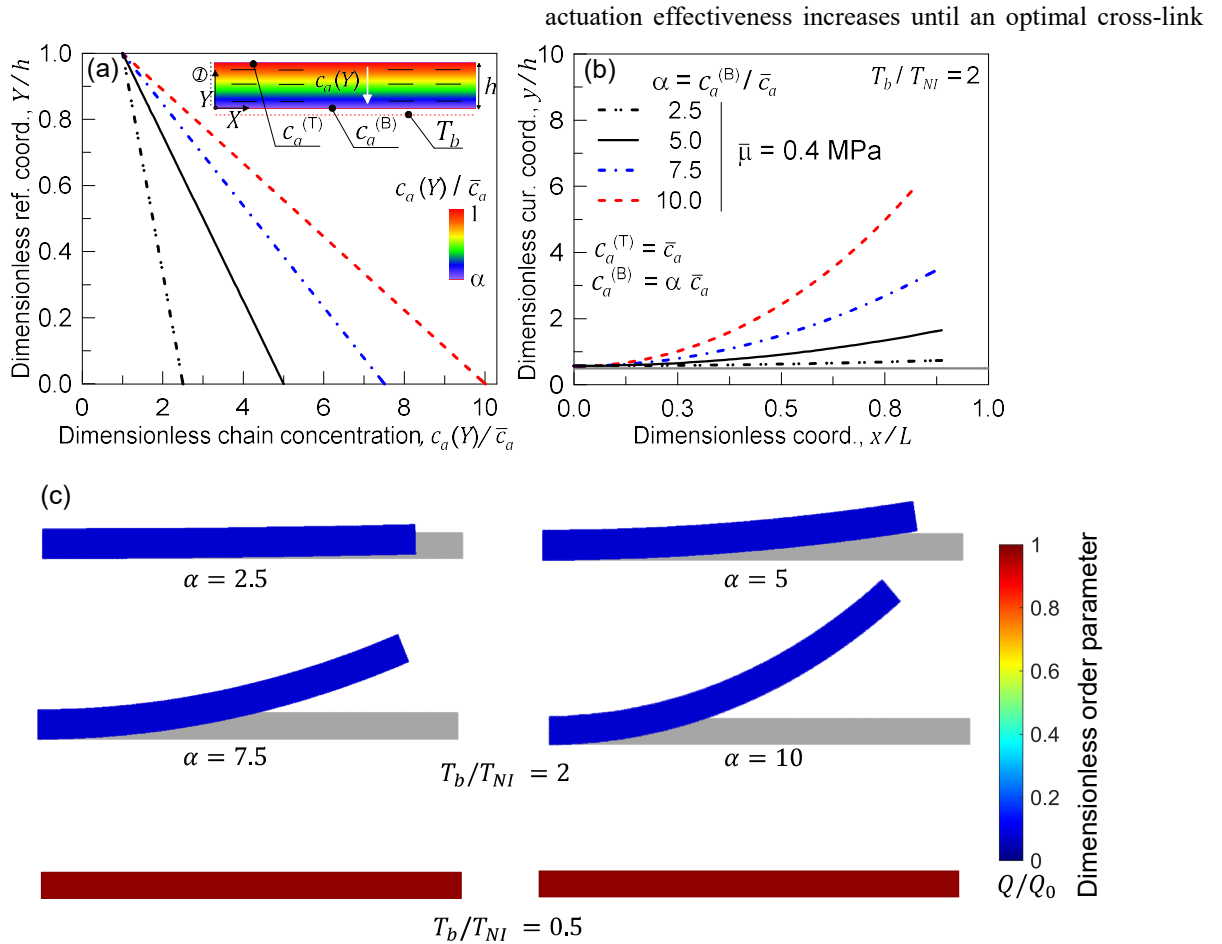 actuation effectiveness increases until an optimal cross-link
(a)
Dimensionless ref. coord., Y/h
1.0
0.8
0.6
0.4
0.2
0.0
0 2 4 6 8 10
Dimensionless chain concentration, c_a(Y)/c̄_a
Y
X
c_a(Y)
h
c_a^(T)
c_a^(B)
T_b
c_a(Y) / c̄_a
1
α
(b)
Dimensionless cur. coord., y/h
10
8
6
4
2
0
0.0 0.3 0.5 0.8 1.0
Dimensionless coord., x/L
α = c_a^(B) / c̄_a
T_b / T_NI = 2
2.5
5.0
7.5
10.0
μ̄ = 0.4 MPa
c_a^(T) = c̄_a
c_a^(B) = α c̄_a
(c)
α = 2.5
α = 5
α = 7.5
α = 10
T_b/T_NI = 2
T_b/T_NI = 0.5
1
0.8
0.6
0.4
0.2
0
Q/Q_0
Dimensionless order parameter